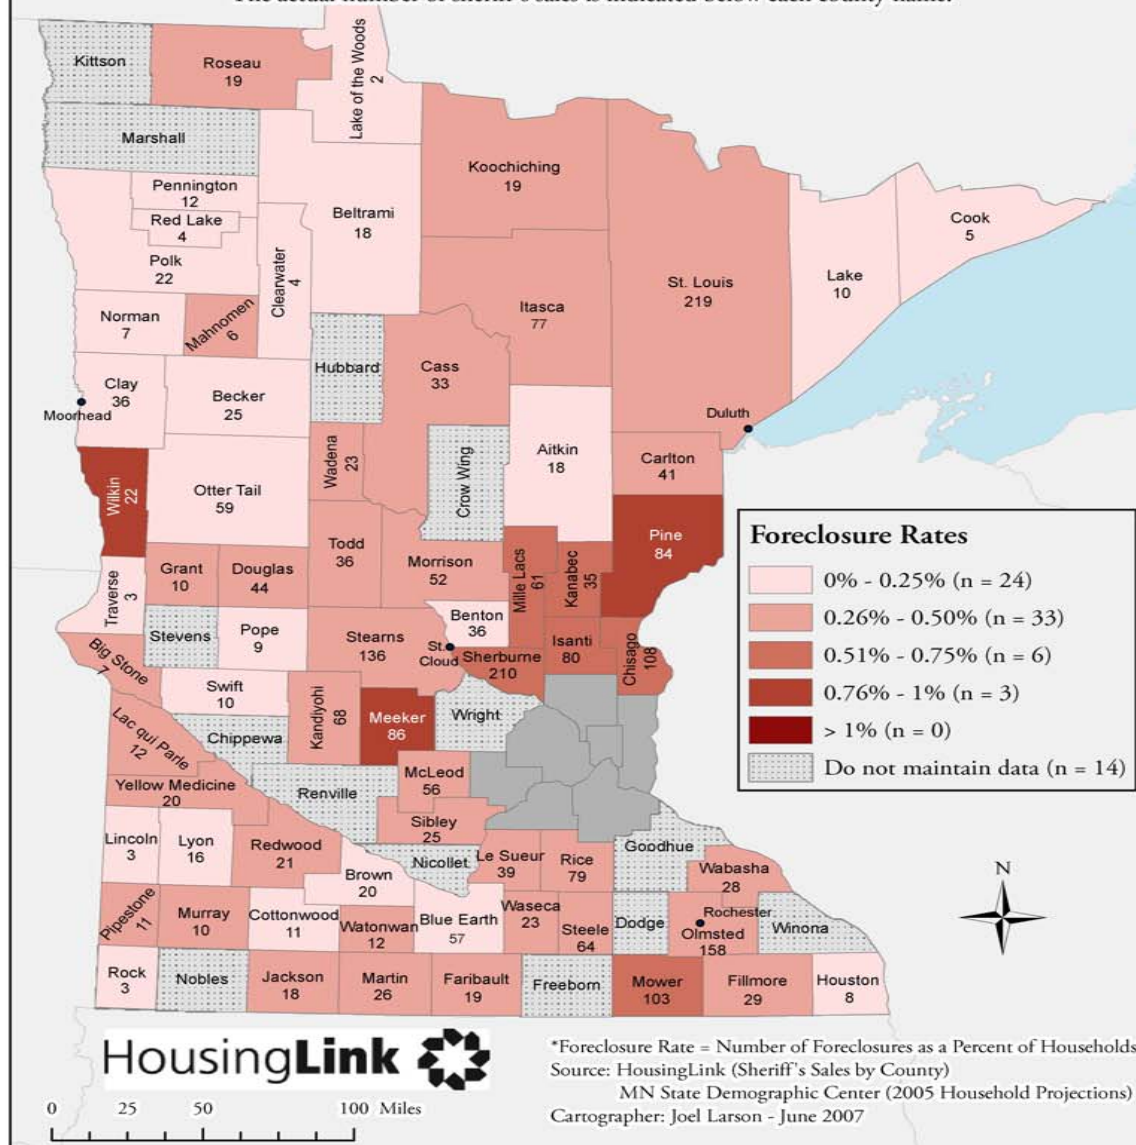 The actual number of sheriff's sales is indicated below each county name.
Kittson
Roseau
19
Lake of the Woods
2
Marshall
Koochiching
19
Pennington
12
Red Lake
4
Beltrami
18
Cook
5
Polk
22
Clearwater
4
St. Louis
219
Lake
10
Norman
7
Mahnomen
6
Itasca
77
Hubbard
Cass
33
Clay
36
Moorhead
Becker
25
Duluth
Wadena
23
Crow Wing
Aitkin
18
Carlton
41
Wilkin
22
Otter Tail
59
Todd
36
Morrison
52
Mille Lacs
61
Kanabec
35
Pine
84
Traverse
3
Grant
10
Douglas
44
Stevens
Pope
9
Stearns
136
Benton
36
St.
Cloud
Sherburne
210
Isanti
80
Chisago
108
Big Stone
7
Swift
10
Kandiyohi
68
Meeker
86
Wright
Lac qui Parle
12
Chippewa
McLeod
56
Yellow Medicine
20
Renville
Sibley
25
Lincoln
3
Lyon
16
Redwood
21
Nicollet
Le Sueur
39
Rice
79
Goodhue
Wabasha
28
Brown
20
Pipestone
11
Murray
10
Cottonwood
11
Watonwan
12
Blue Earth
57
Waseca
23
Steele
64
Dodge
Rochester
Olmsted
158
Winona
Rock
3
Nobles
Jackson
18
Martin
26
Faribault
19
Freeborn
Mower
103
Fillmore
29
Houston
8
Foreclosure Rates
0% - 0.25% (n = 24)
0.26% - 0.50% (n = 33)
0.51% - 0.75% (n = 6)
0.76% - 1% (n = 3)
> 1% (n = 0)
Do not maintain data (n = 14)
N
HousingLink
0 25 50 100 Miles
*Foreclosure Rate = Number of Foreclosures as a Percent of Households
Source: HousingLink (Sheriff's Sales by County)
MN State Demographic Center (2005 Household Projections)
Cartographer: Joel Larson - June 2007